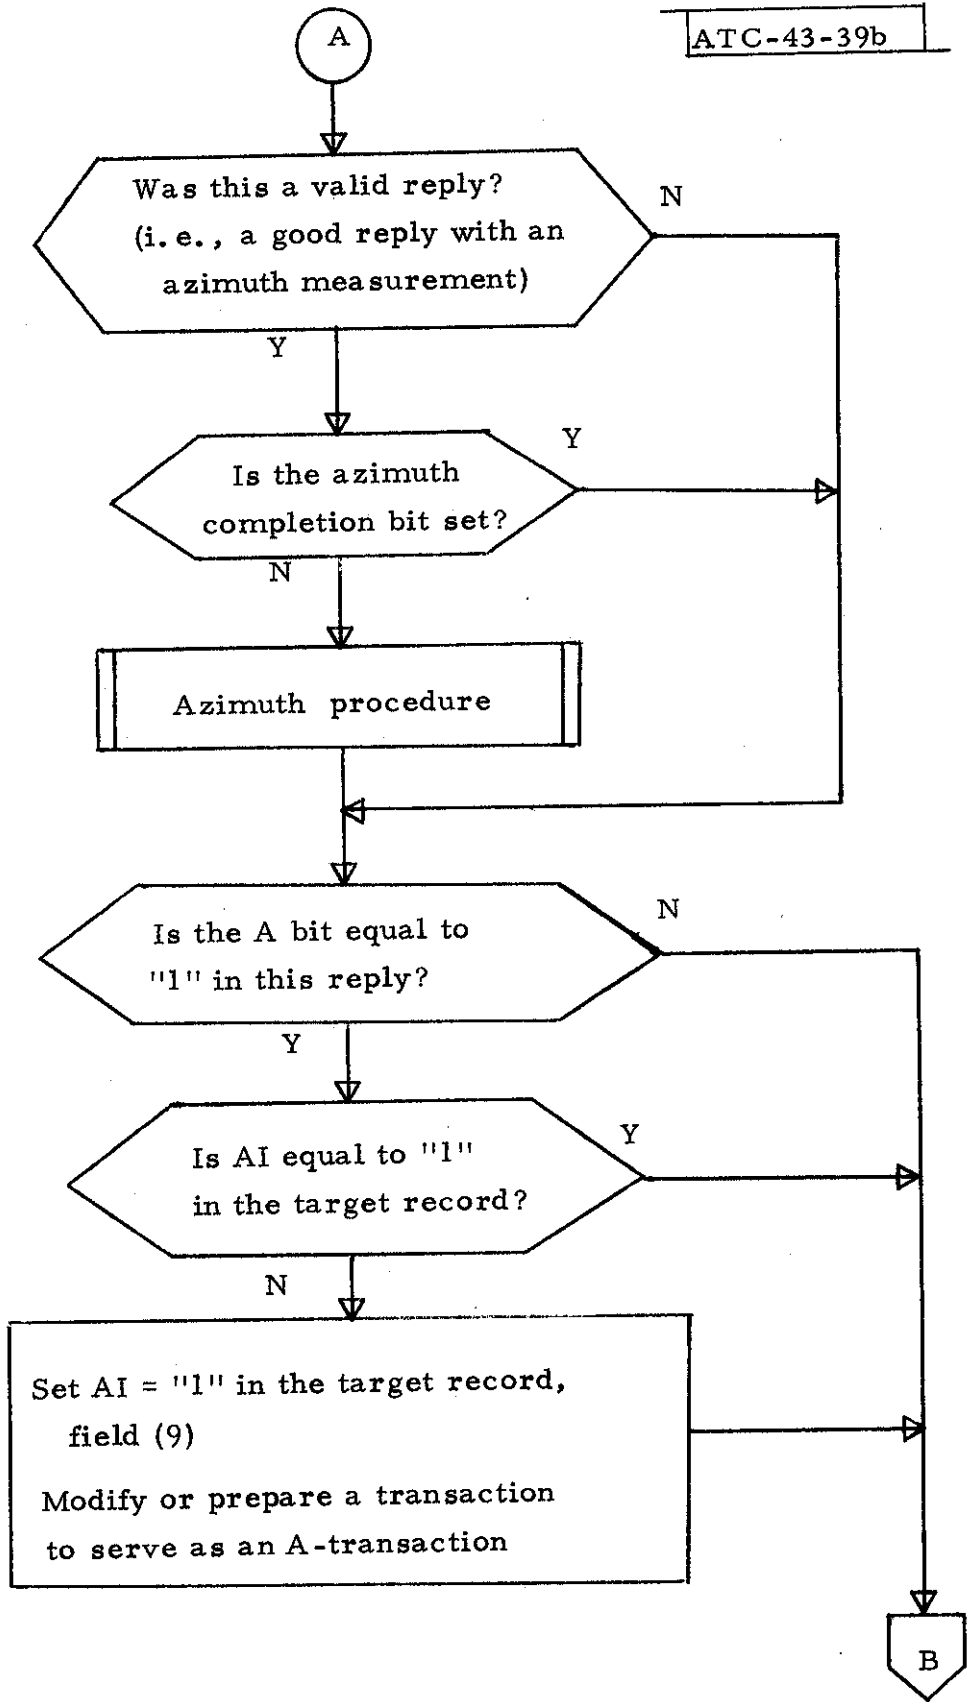 A
ATC-43-39b
Was this a valid reply?
N
(i.e., a good reply with an
azimuth measurement)
Y
Y
Is the azimuth
completion bit set?
N
Azimuth procedure
N
Is the A bit equal to
"1" in this reply?
Y
Y
Is AI equal to "1"
in the target record?
N
Set AI = "1" in the target record,
field (9)
Modify or prepare a transaction
to serve as an A-transaction
B